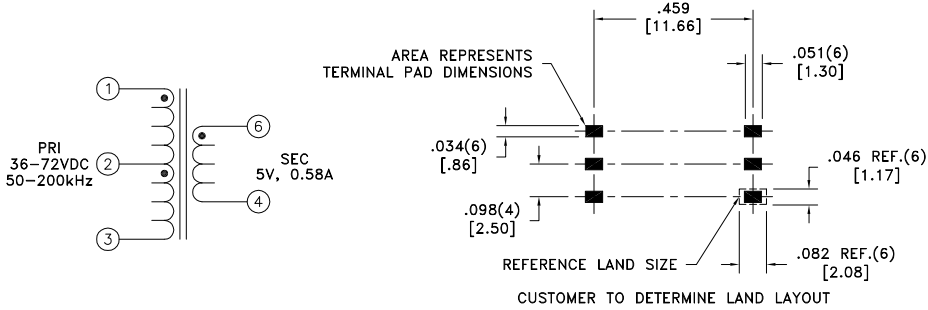 1
2
3
PRI
36-72VDC
50-200kHz
6
4
SEC
5V, 0.58A
.459
[11.66]
AREA REPRESENTS
TERMINAL PAD DIMENSIONS
.051(6)
[1.30]
.034(6)
[.86]
.046 REF.(6)
[1.17]
.098(4)
[2.50]
.082 REF.(6)
[2.08]
REFERENCE LAND SIZE
CUSTOMER TO DETERMINE LAND LAYOUT